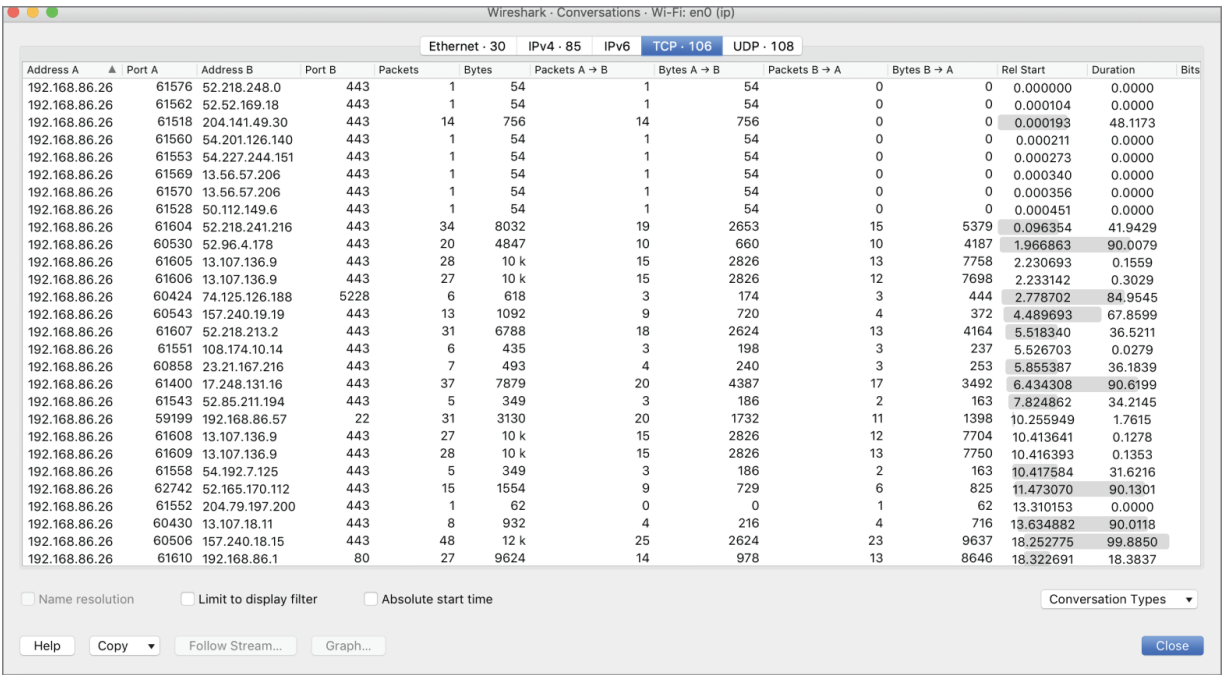 Wireshark · Conversations · Wi-Fi: en0 (ip)
Ethernet · 30 IPv4 · 85 IPv6 TCP · 106 UDP · 108
Address A ▲ Port A Address B Port B Packets Bytes Packets A → B Bytes A → B Packets B → A Bytes B → A Rel Start Duration Bits
192.168.86.26 61576 52.218.248.0 443 1 54 1 54 0 0 0.000000 0.0000
192.168.86.26 61562 52.52.169.18 443 1 54 1 54 0 0 0.000104 0.0000
192.168.86.26 61518 204.141.49.30 443 14 756 14 756 0 0 0.000193 48.1173
192.168.86.26 61560 54.201.126.140 443 1 54 1 54 0 0 0.000211 0.0000
192.168.86.26 61553 54.227.244.151 443 1 54 1 54 0 0 0.000273 0.0000
192.168.86.26 61569 13.56.57.206 443 1 54 1 54 0 0 0.000340 0.0000
192.168.86.26 61570 13.56.57.206 443 1 54 1 54 0 0 0.000356 0.0000
192.168.86.26 61528 50.112.149.6 443 1 54 1 54 0 0 0.000451 0.0000
192.168.86.26 61604 52.218.241.216 443 34 8032 19 2653 15 5379 0.096354 41.9429
192.168.86.26 60530 52.96.4.178 443 20 4847 10 660 10 4187 1.966863 90.0079
192.168.86.26 61605 13.107.136.9 443 28 10 k 15 2826 13 7758 2.230693 0.1559
192.168.86.26 61606 13.107.136.9 443 27 10 k 15 2826 12 7698 2.233142 0.3029
192.168.86.26 60424 74.125.126.188 5228 6 618 3 174 3 444 2.778702 84.9545
192.168.86.26 60543 157.240.19.19 443 13 1092 9 720 4 372 4.489693 67.8599
192.168.86.26 61607 52.218.213.2 443 31 6788 18 2624 13 4164 5.518340 36.5211
192.168.86.26 61551 108.174.10.14 443 6 435 3 198 3 237 5.526703 0.0279
192.168.86.26 60858 23.21.167.216 443 7 493 4 240 3 253 5.855387 36.1839
192.168.86.26 61400 17.248.131.16 443 37 7879 20 4387 17 3492 6.434308 90.6199
192.168.86.26 61543 52.85.211.194 443 5 349 3 186 2 163 7.824862 34.2145
192.168.86.26 59199 192.168.86.57 22 31 3130 20 1732 11 1398 10.255949 1.7615
192.168.86.26 61608 13.107.136.9 443 27 10 k 15 2826 12 7704 10.413641 0.1278
192.168.86.26 61609 13.107.136.9 443 28 10 k 15 2826 13 7750 10.416393 0.1353
192.168.86.26 61558 54.192.7.125 443 5 349 3 186 2 163 10.417584 31.6216
192.168.86.26 62742 52.165.170.112 443 15 1554 9 729 6 825 11.473070 90.1301
192.168.86.26 61552 204.79.197.200 443 1 62 0 0 1 62 13.310153 0.0000
192.168.86.26 60430 13.107.18.11 443 8 932 4 216 4 716 13.634882 90.0118
192.168.86.26 60506 157.240.18.15 443 48 12 k 25 2624 23 9637 18.252775 99.8850
192.168.86.26 61610 192.168.86.1 80 27 9624 14 978 13 8646 18.322691 18.3837
Name resolution Limit to display filter Absolute start time Conversation Types ▼
Help Copy ▼ Follow Stream... Graph... Close